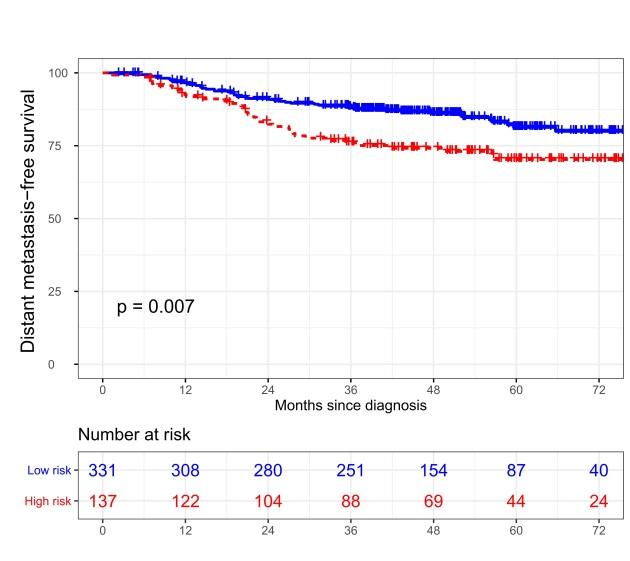 Distant metastasis−free survival
100
75
50
25
0
p = 0.007
0 12 24 36 48 60 72
Months since diagnosis
Number at risk
Low risk 331 308 280 251 154 87 40
High risk 137 122 104 88 69 44 24
0 12 24 36 48 60 72